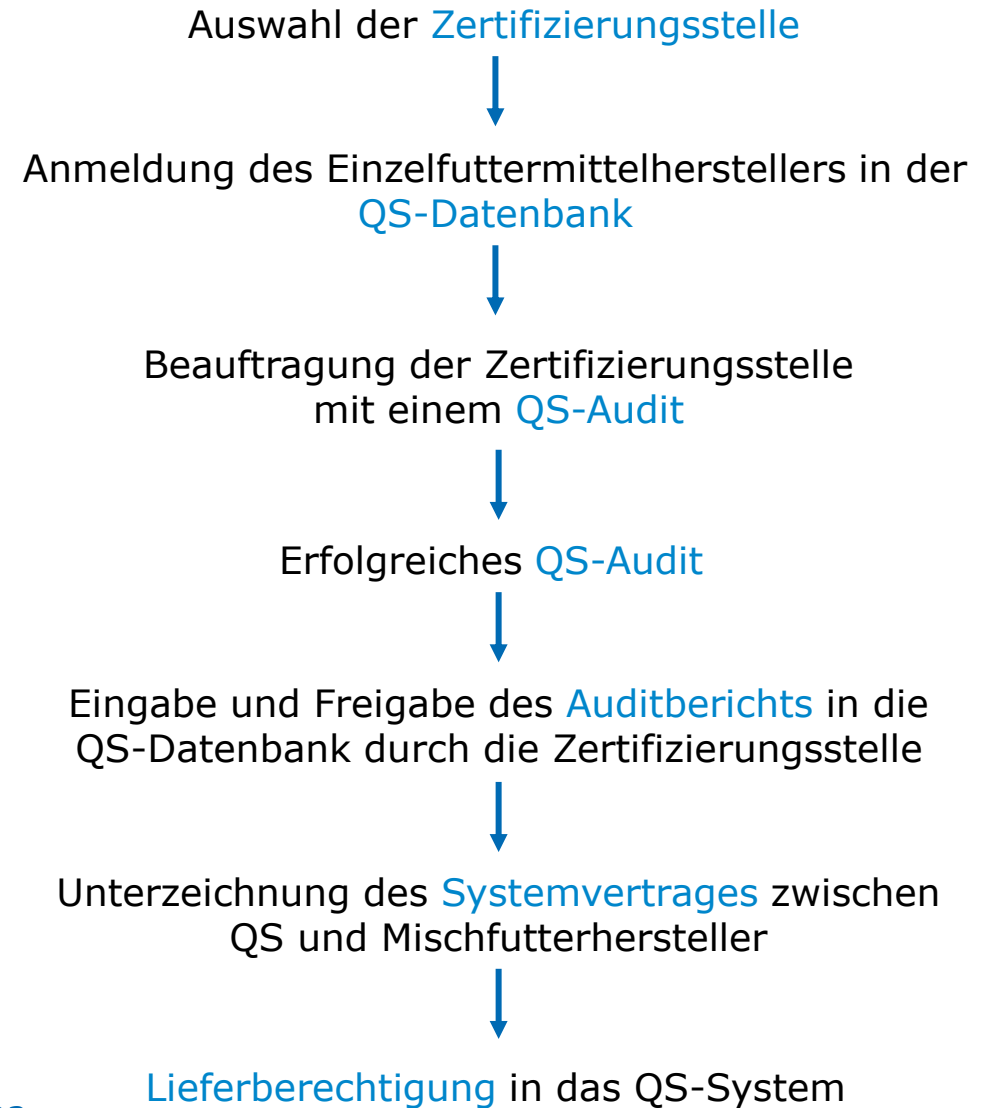 Auswahl der Zertifizierungsstelle
Anmeldung des Einzelfuttermittelherstellers in der
QS-Datenbank
Beauftragung der Zertifizierungsstelle
mit einem QS-Audit
Erfolgreiches QS-Audit
Eingabe und Freigabe des Auditberichts in die
QS-Datenbank durch die Zertifizierungsstelle
Unterzeichnung des Systemvertrages zwischen
QS und Mischfutterhersteller
Lieferberechtigung in das QS-System